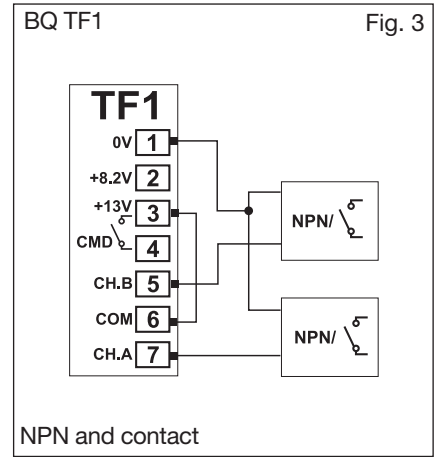 BQ TF1 Fig. 3
TF1
0V 1
+8.2V 2
+13V 3
CMD 4
CH.B 5
COM 6
CH.A 7
NPN/
NPN/
NPN and contact